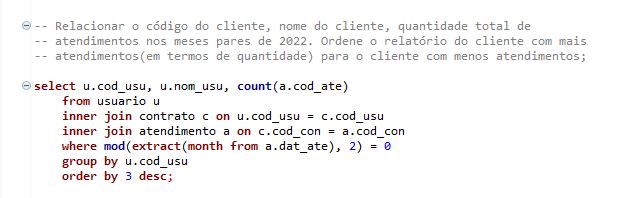 -- Relacionar o código do cliente, nome do cliente, quantidade total de
-- atendimentos nos meses pares de 2022. Ordene o relatório do cliente com mais
-- atendimentos(em termos de quantidade) para o cliente com menos atendimentos;
select u.cod_usu, u.nom_usu, count(a.cod_ate)
from usuario u
inner join contrato c on u.cod_usu = c.cod_usu
inner join atendimento a on c.cod_con = a.cod_con
where mod(extract(month from a.dat_ate), 2) = 0
group by u.cod_usu
order by 3 desc;